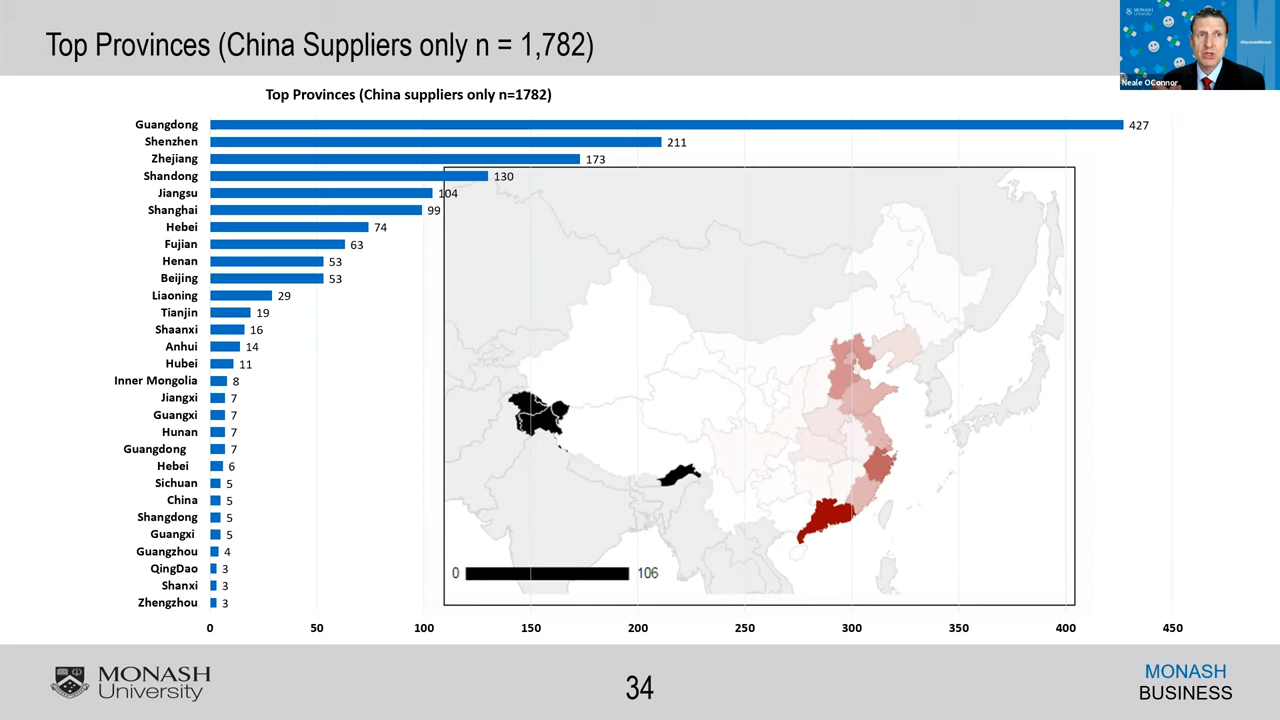 Top Provinces (China Suppliers only n = 1,782)
MONASH
University
Neale OConnor
Top Provinces (China suppliers only n=1782)
Guangdong 427
Shenzhen 211
Zhejiang 173
Shandong 130
Jiangsu 104
Shanghai 99
Hebei 74
Fujian 63
Henan 53
Beijing 53
Liaoning 29
Tianjin 19
Shaanxi 16
Anhui 14
Hubei 11
Inner Mongolia 8
Jiangxi 7
Guangxi 7
Hunan 7
Guangdong 7
Hebei 6
Sichuan 5
China 5
Shangdong 5
Guangxi 5
Guangzhou 4
QingDao 3
Shanxi 3
Zhengzhou 3
0 106
0 50 100 150 200 250 300 350 400 450
MONASH
University
34
MONASH
BUSINESS